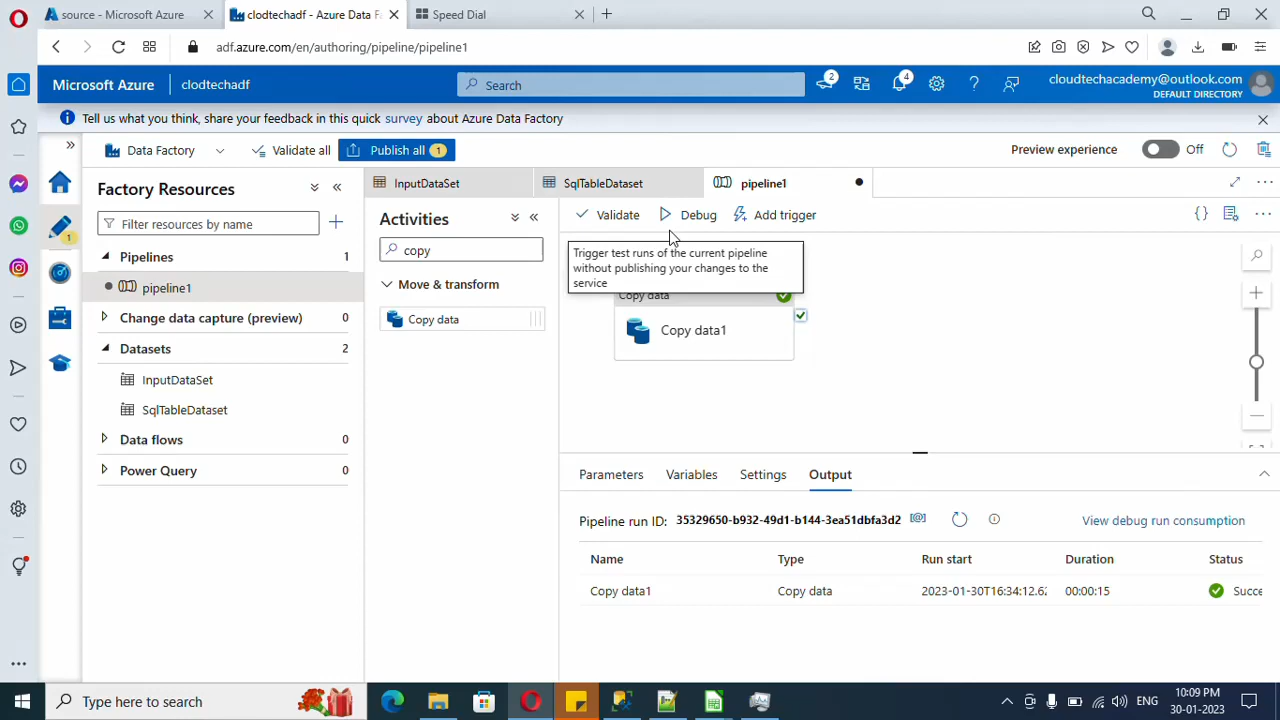 source - Microsoft Azure
clodtechadf - Azure Data Fa
Speed Dial
adf.azure.com/en/authoring/pipeline/pipeline1
Microsoft Azure
clodtechadf
Search
2
4
cloudtechacademy@outlook.com
DEFAULT DIRECTORY
Tell us what you think, share your feedback in this quick survey about Azure Data Factory
Data Factory
Validate all
Publish all 1
Preview experience
Off
Factory Resources
InputDataSet
SqlTableDataset
pipeline1
Filter resources by name
Activities
Validate
Debug
Add trigger
1
copy
Trigger test runs of the current pipeline
without publishing your changes to the
service
Pipelines 1
pipeline1
Move & transform
Copy data
Change data capture (preview) 0
Copy data
Copy data1
Datasets 2
InputDataSet
SqlTableDataset
Data flows 0
Power Query 0
Parameters
Variables
Settings
Output
Pipeline run ID: 35329650-b932-49d1-b144-3ea51dbfa3d2
View debug run consumption
Name Type Run start Duration Status
Copy data1 Copy data 2023-01-30T16:34:12.62 00:00:15 Succe
Type here to search
ENG
10:09 PM
30-01-2023